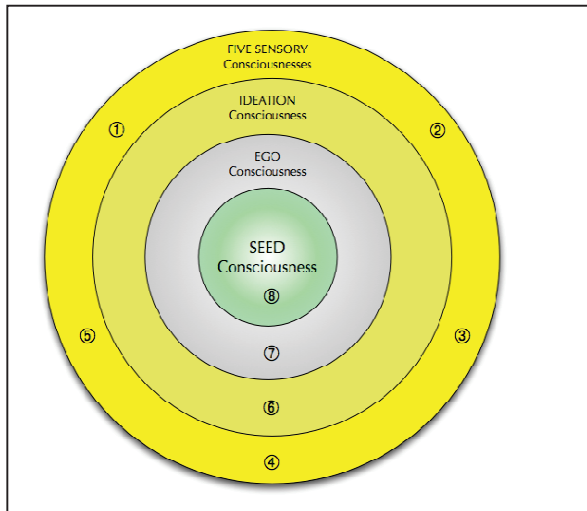 FIVE SENSORY
Consciousnesses
IDEATION
Consciousness
①
②
EGO
Consciousness
SEED
Consciousness
⑧
⑤
③
⑦
⑥
④